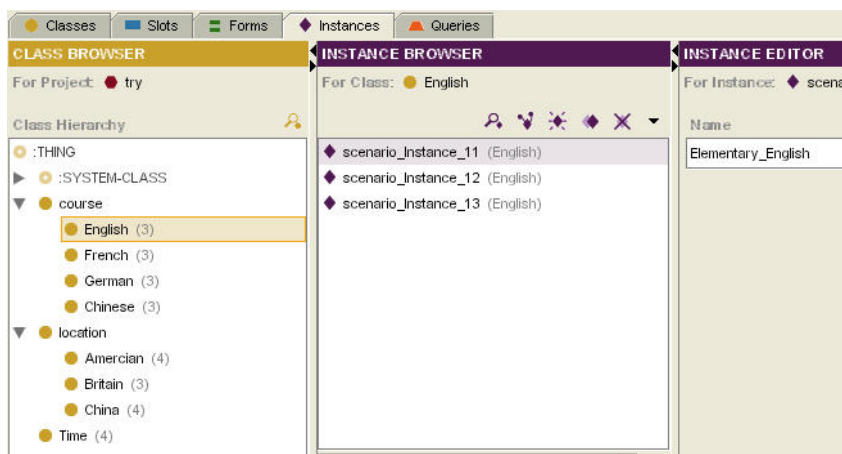 Classes Slots Forms Instances Queries
CLASS BROWSER
For Project: try
Class Hierarchy
:THING
:SYSTEM-CLASS
course
English (3)
French (3)
German (3)
Chinese (3)
location
Amercian (4)
Britain (3)
China (4)
Time (4)
INSTANCE BROWSER
For Class: English
scenario_Instance_11 (English)
scenario_Instance_12 (English)
scenario_Instance_13 (English)
INSTANCE EDITOR
For Instance: scena
Name
Elementary_English